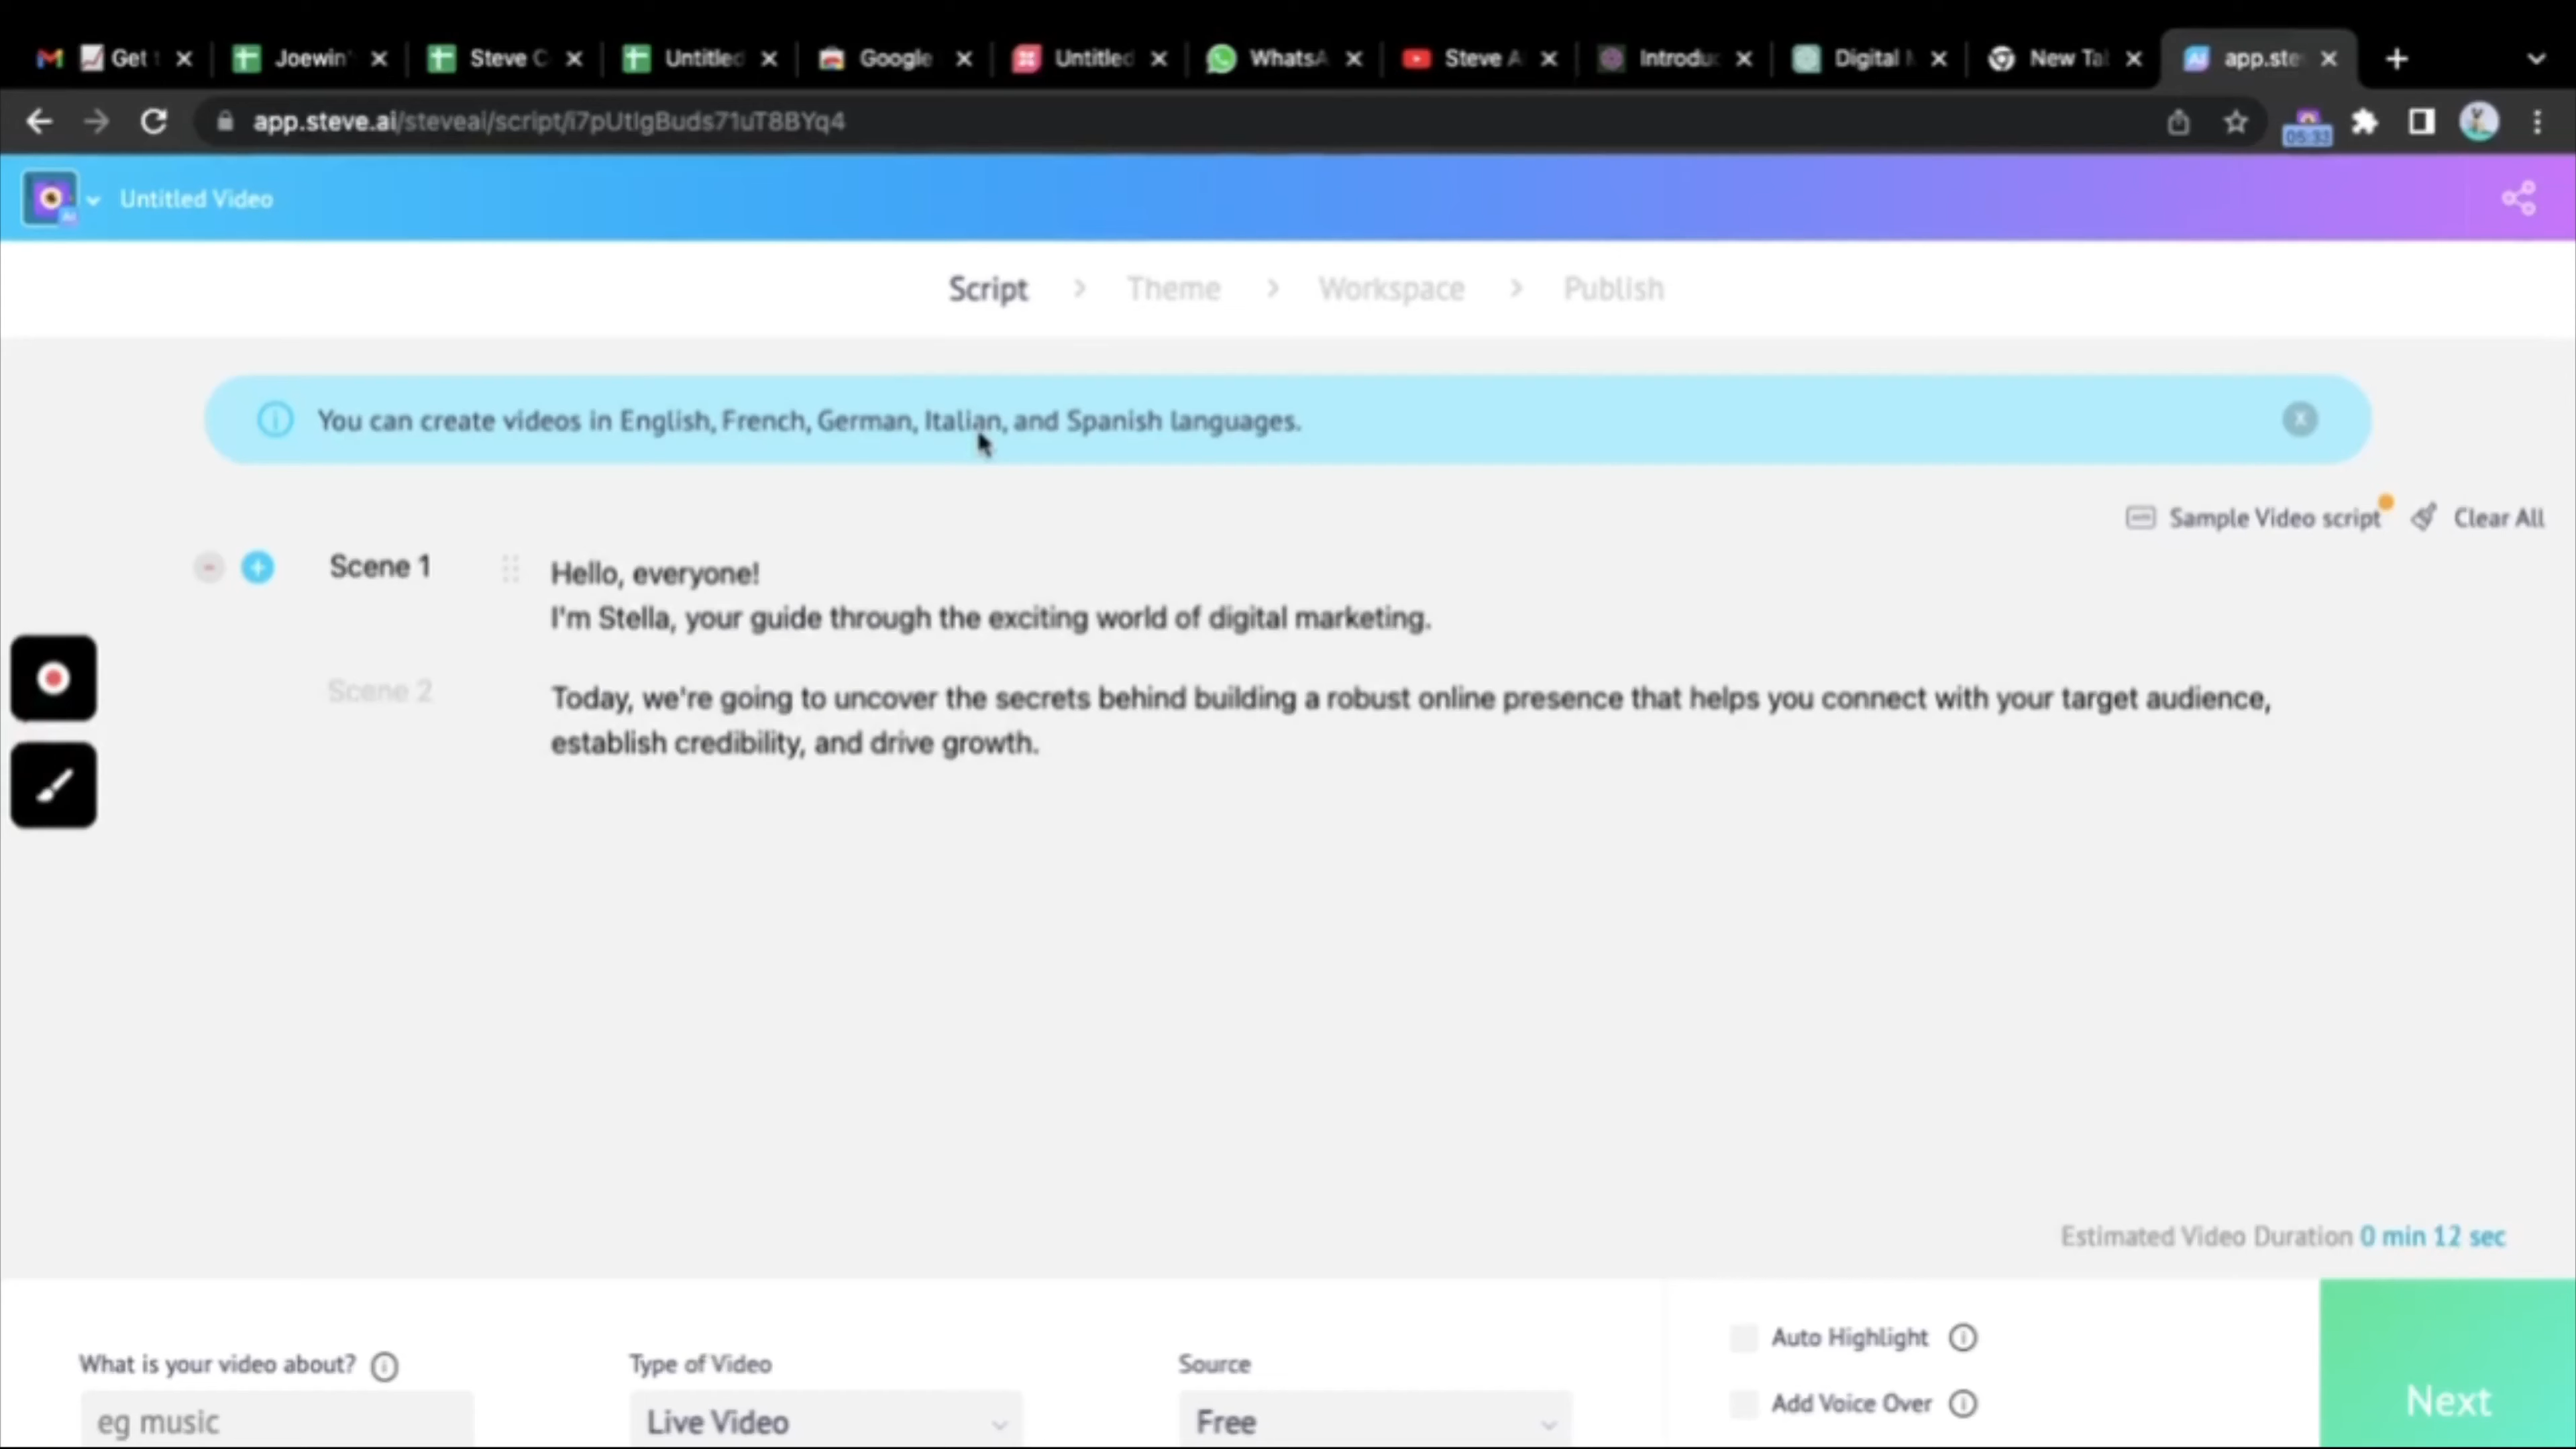 Get
Joewin'
Steve C
Untitled
Google
Untitled
WhatsA
Steve A
Introduc
Digital
New Tab
app.ste
app.steve.ai/steveai/script/i7pUtIgBuds71uT8BYq4
05:33
Untitled Video
Script > Theme > Workspace > Publish
You can create videos in English, French, German, Italian, and Spanish languages.
Sample Video script
Clear All
Scene 1
Hello, everyone!
I'm Stella, your guide through the exciting world of digital marketing.
Scene 2
Today, we're going to uncover the secrets behind building a robust online presence that helps you connect with your target audience,
establish credibility, and drive growth.
Estimated Video Duration 0 min 12 sec
What is your video about?
eg music
Type of Video
Live Video
Source
Free
Auto Highlight
Add Voice Over
Next